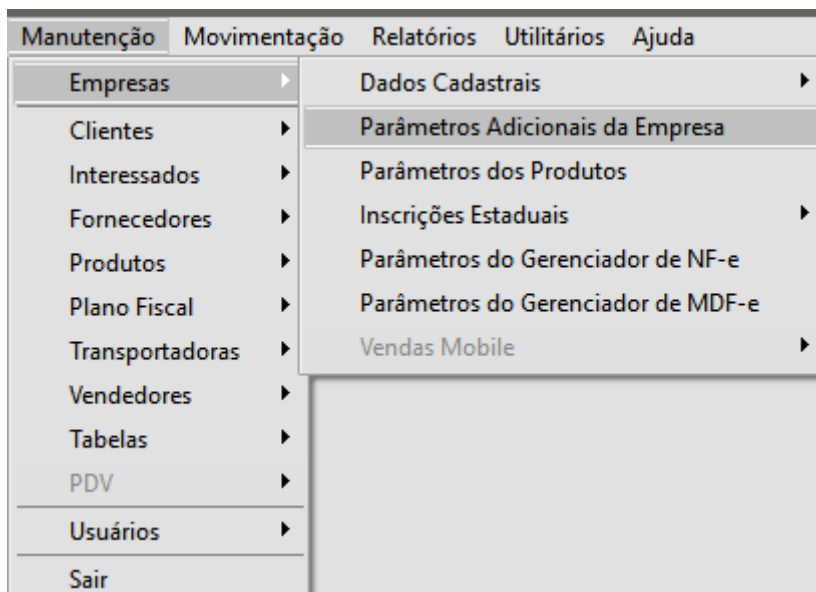 Manutenção Movimentação Relatórios Utilitários Ajuda
Empresas
Clientes
Interessados
Fornecedores
Produtos
Plano Fiscal
Transportadoras
Vendedores
Tabelas
PDV
Usuários
Sair
Dados Cadastrais
Parâmetros Adicionais da Empresa
Parâmetros dos Produtos
Inscrições Estaduais
Parâmetros do Gerenciador de NF-e
Parâmetros do Gerenciador de MDF-e
Vendas Mobile